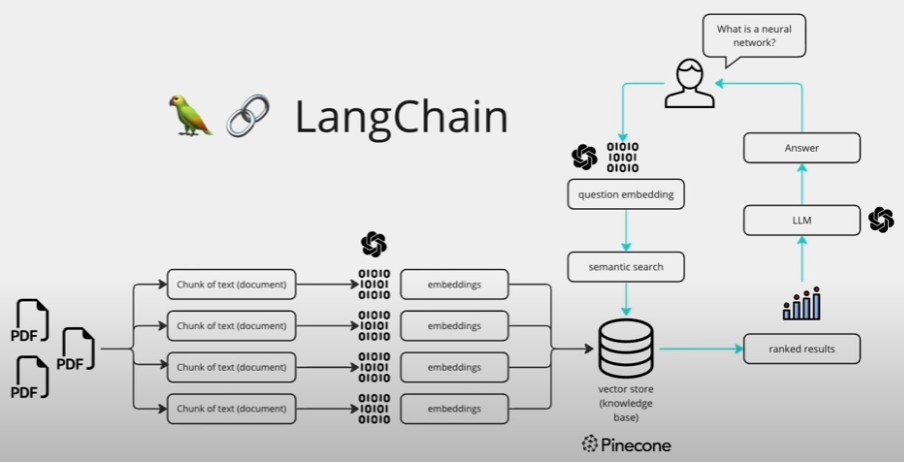 What is a neural
network?
LangChain
01010
10101
01010
question embedding
semantic search
Answer
LLM
ranked results
PDF
PDF
PDF
Chunk of text (document)
01010
10101
01010
embeddings
Chunk of text (document)
01010
10101
01010
embeddings
Chunk of text (document)
01010
10101
01010
embeddings
Chunk of text (document)
01010
10101
01010
embeddings
vector store
(knowledge
base)
Pinecone